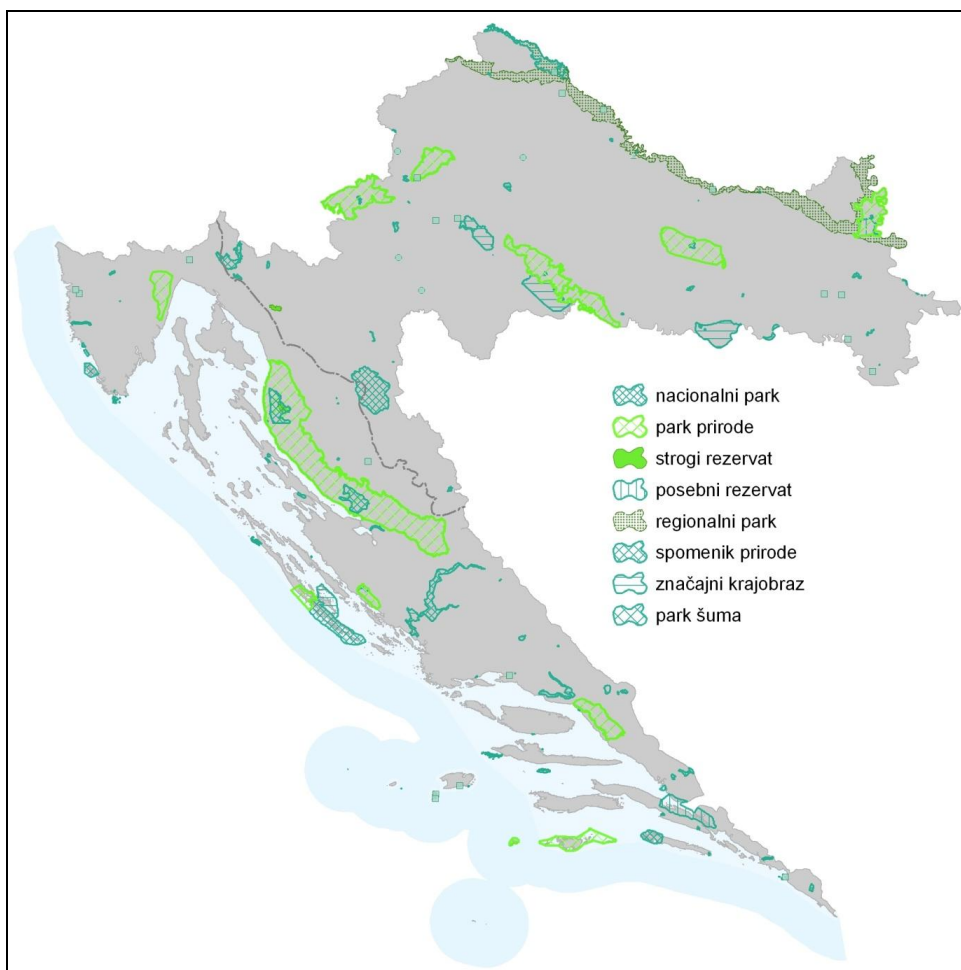 nacionalni park
park prirode
strogi rezervat
posebni rezervat
regionalni park
spomenik prirode
značajni krajobraz
park šuma